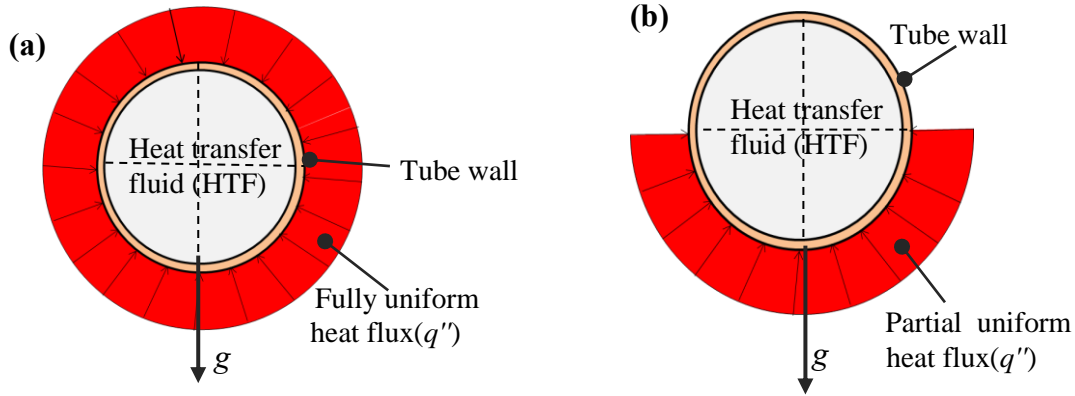 (a)
Heat transfer
fluid (HTF)
Tube wall
Fully uniform
heat flux(q'')
g
(b)
Tube wall
Heat transfer
fluid (HTF)
Partial uniform
heat flux(q'')
g